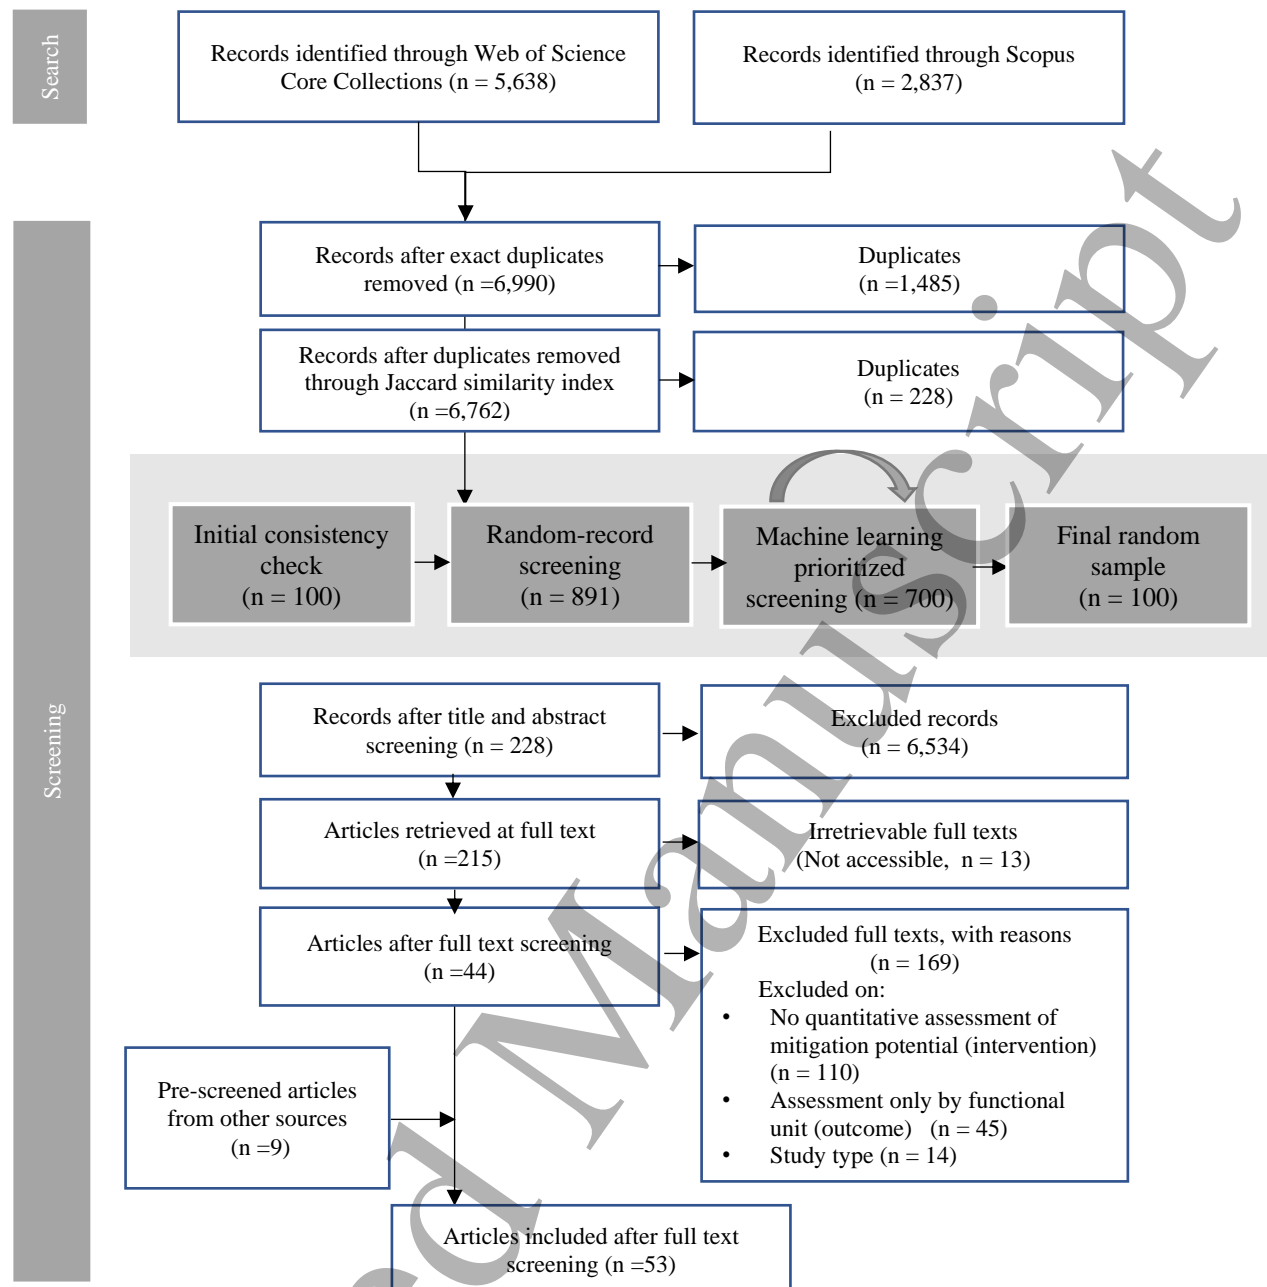 Search
Records identified through Web of Science
Core Collections (n = 5,638)
Records identified through Scopus
(n = 2,837)
Screening
Records after exact duplicates
removed (n =6,990)
Duplicates
(n =1,485)
Records after duplicates removed
through Jaccard similarity index
(n =6,762)
Duplicates
(n = 228)
Initial consistency
check
(n = 100)
Random-record
screening
(n = 891)
Machine learning
prioritized
screening (n = 700)
Final random
sample
(n = 100)
Records after title and abstract
screening (n = 228)
Excluded records
(n = 6,534)
Articles retrieved at full text
(n =215)
Irretrievable full texts
(Not accessible, n = 13)
Articles after full text screening
(n =44)
Excluded full texts, with reasons
(n = 169)
Excluded on:
• No quantitative assessment of
mitigation potential (intervention)
(n = 110)
• Assessment only by functional
unit (outcome) (n = 45)
• Study type (n = 14)
Pre-screened articles
from other sources
(n =9)
Articles included after full text
screening (n =53)
ed Manuscript